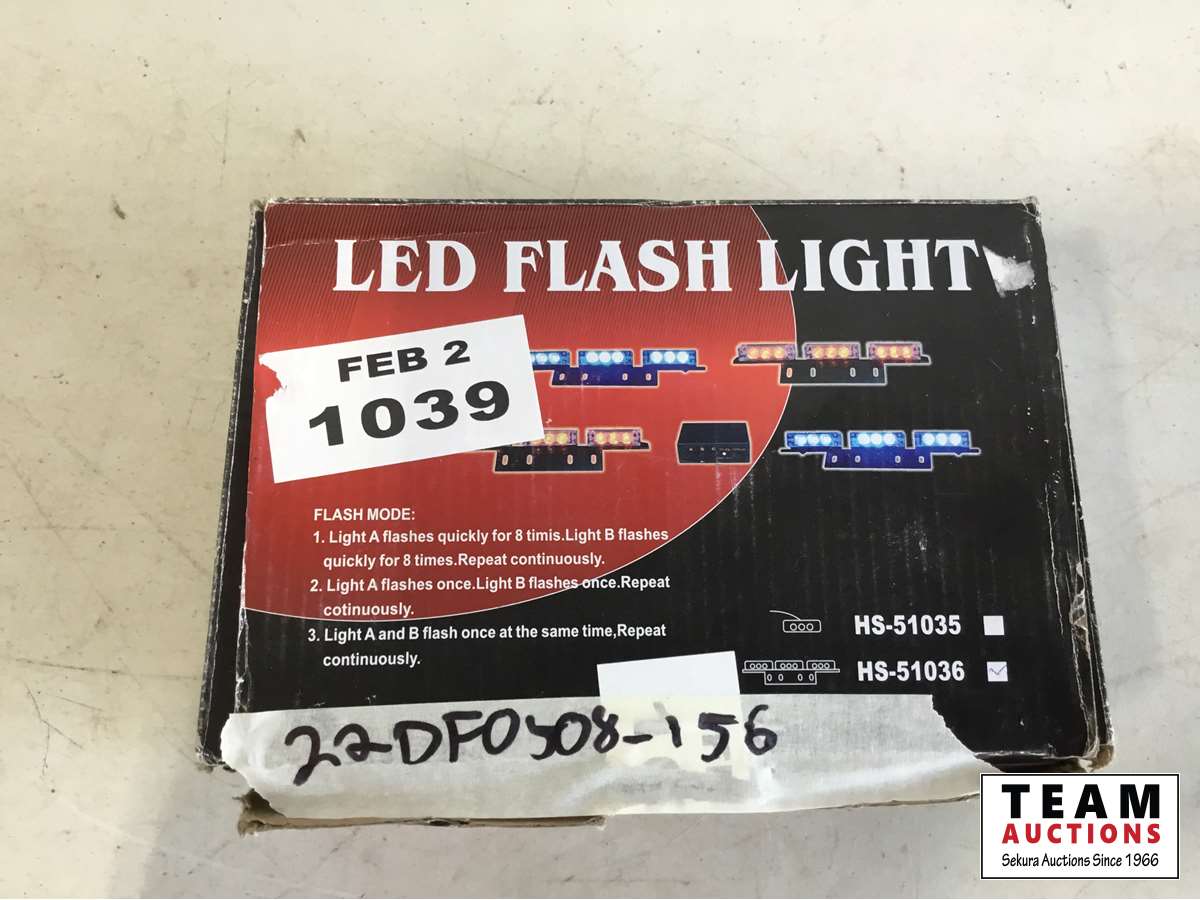 LED FLASH LIGHT
FEB 2
1039
FLASH MODE:
1. Light A flashes quickly for 8 timis.Light B flashes
quickly for 8 times.Repeat continuously.
2. Light A flashes once.Light B flashes once.Repeat
cotinuously.
3. Light A and B flash once at the same time,Repeat
continuously.
HS-51035
HS-51036
22DF0308-156
TEAM
AUCTIONS
Sekura Auctions Since 1966